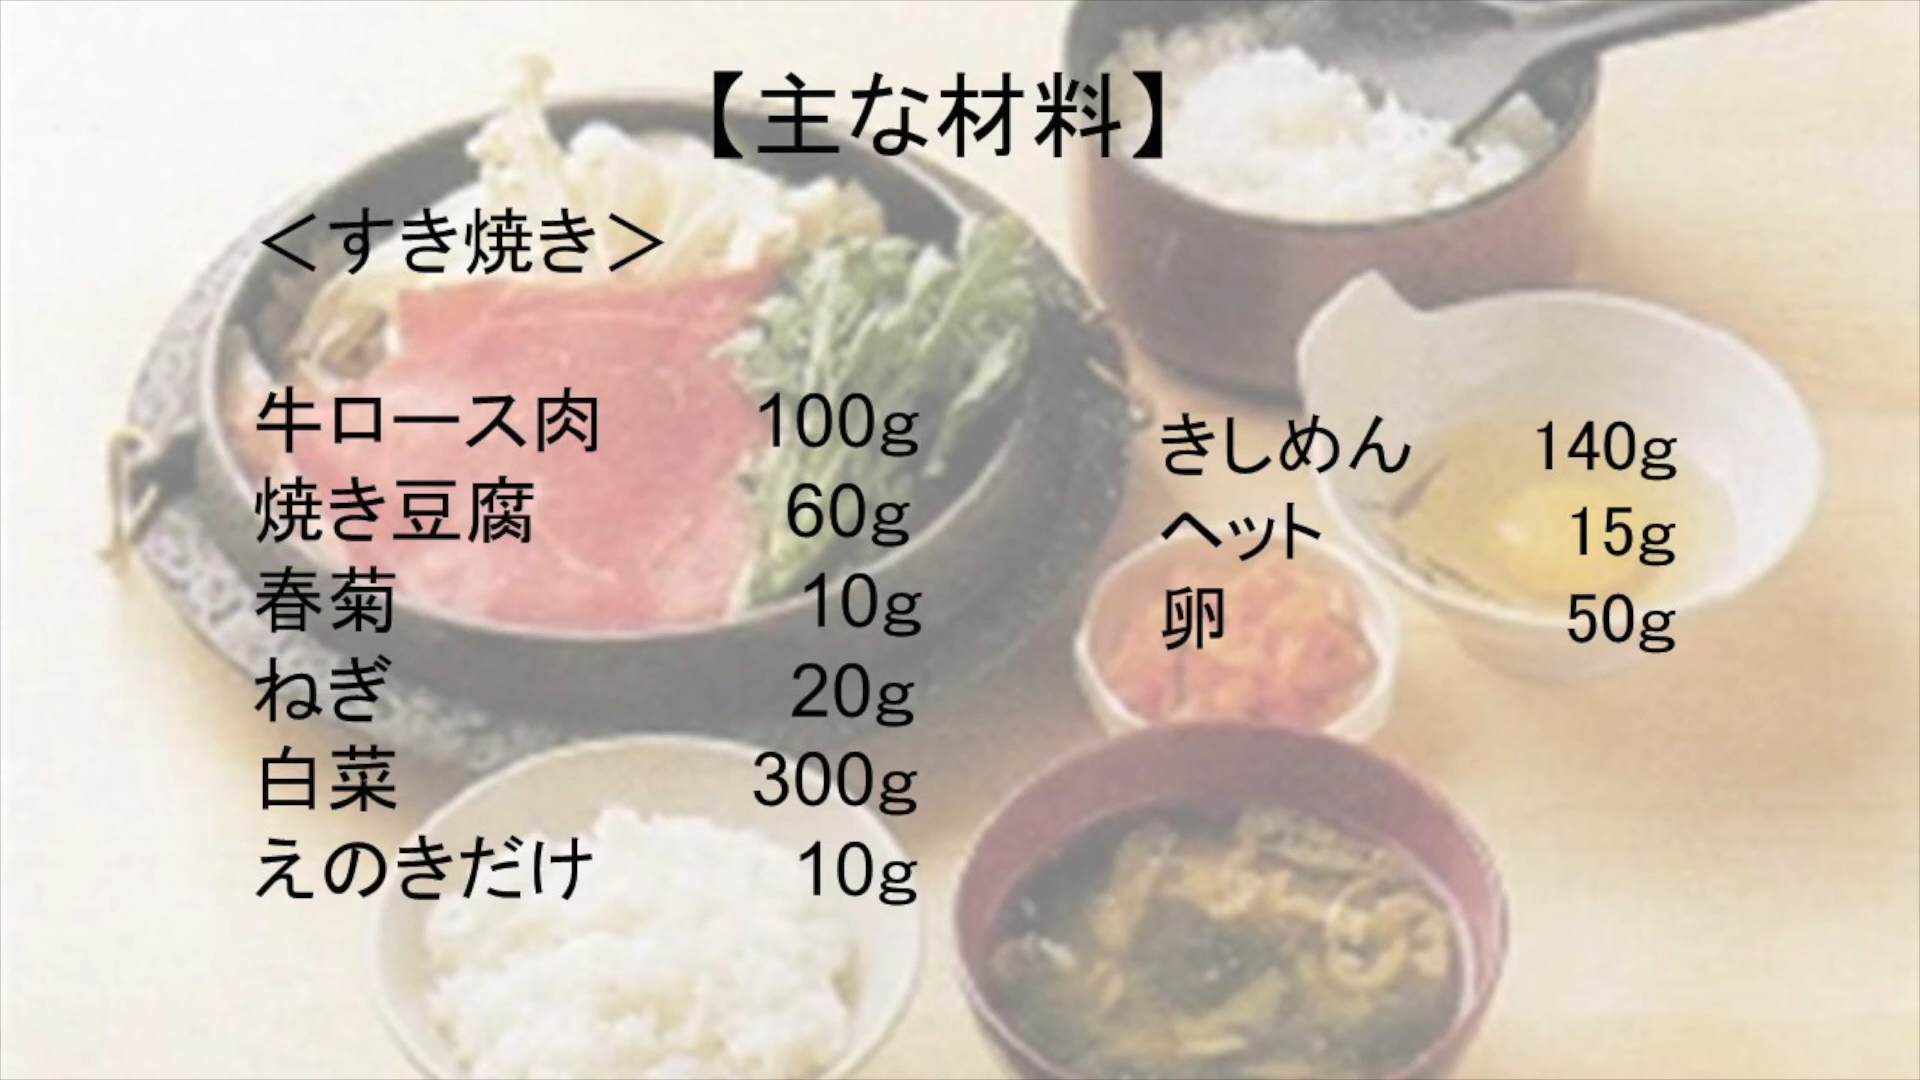 【主な材料】
＜すき焼き＞
牛ロース肉 100g
焼き豆腐 60g
春菊 10g
ねぎ 20g
白菜 300g
えのきだけ 10g
きしめん 140g
ヘット 15g
卵 50g